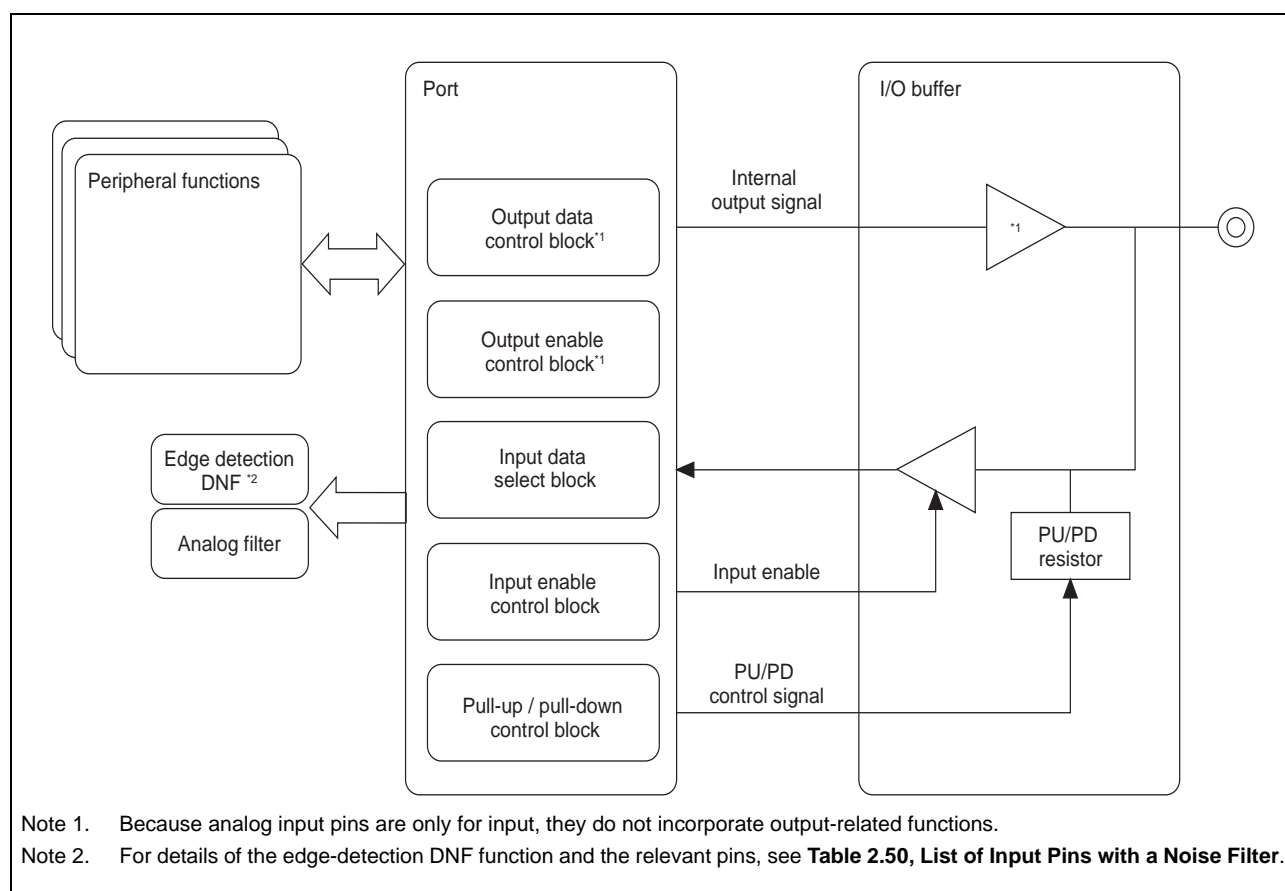 Port
I/O buffer
Peripheral functions
Output data
control block*1
Internal
output signal
*1
Output enable
control block*1
Edge detection
DNF *2
Analog filter
Input data
select block
PU/PD
resistor
Input enable
control block
Input enable
Pull-up / pull-down
control block
PU/PD
control signal
Note 1. Because analog input pins are only for input, they do not incorporate output-related functions.
Note 2. For details of the edge-detection DNF function and the relevant pins, see Table 2.50, List of Input Pins with a Noise Filter.